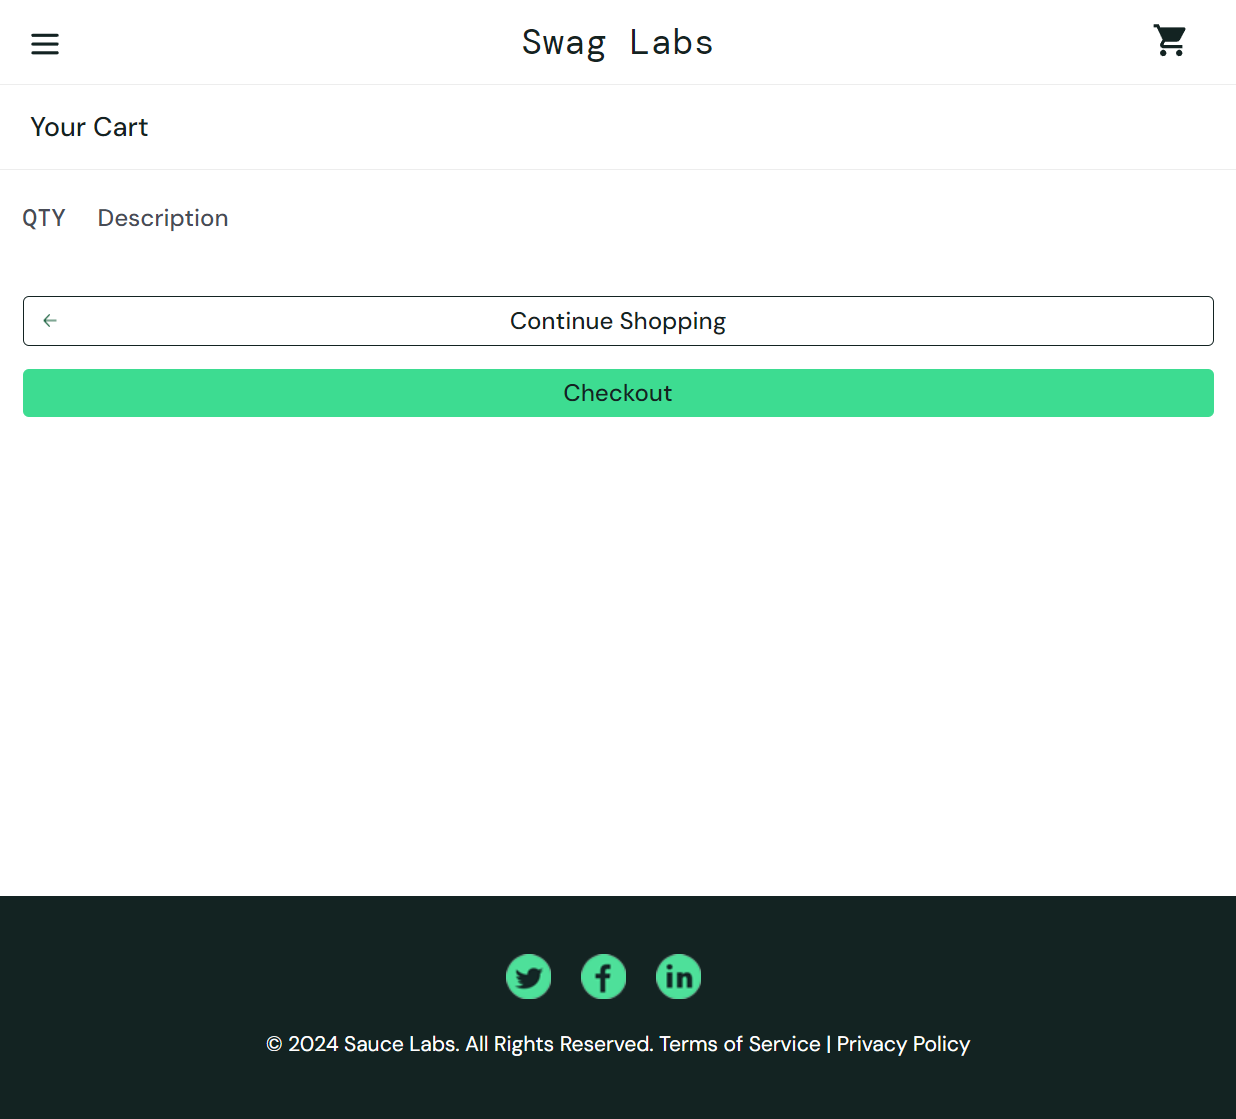 Swag Labs
Your Cart
QTY Description
Continue Shopping
Checkout
© 2024 Sauce Labs. All Rights Reserved. Terms of Service | Privacy Policy